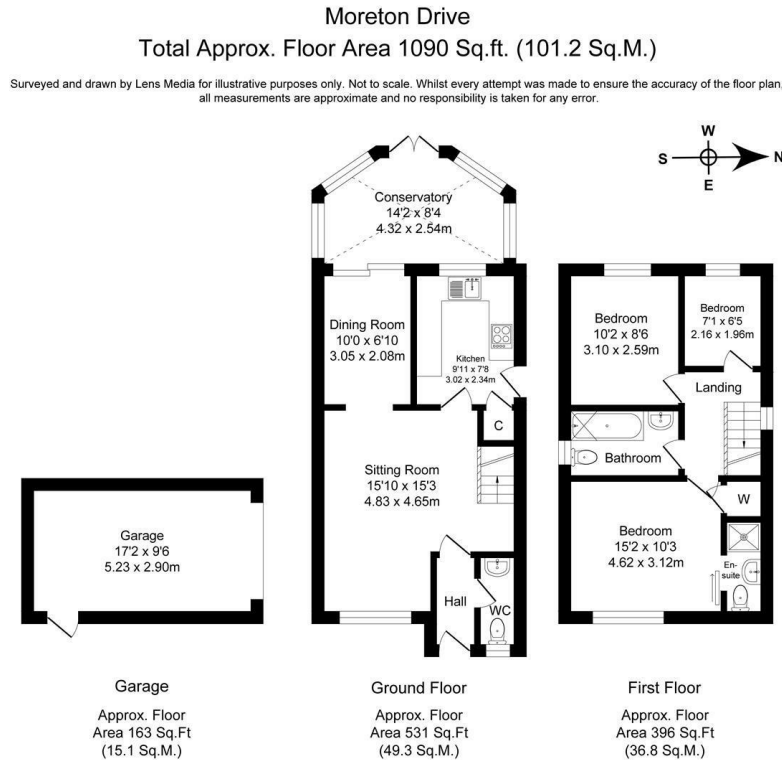 Moreton Drive
Total Approx. Floor Area 1090 Sq.ft. (101.2 Sq.M.)
Surveyed and drawn by Lens Media for illustrative purposes only. Not to scale. Whilst every attempt was made to ensure the accuracy of the floor plan,
all measurements are approximate and no responsibility is taken for any error.
W
S
N
E
Conservatory
14'2 x 8'4
4.32 x 2.54m
Dining Room
10'0 x 6'10
3.05 x 2.08m
Kitchen
9'11 x 7'8
3.02 x 2.34m
C
Sitting Room
15'10 x 15'3
4.83 x 4.65m
Hall
WC
Bedroom
10'2 x 8'6
3.10 x 2.59m
Bedroom
7'1 x 6'5
2.16 x 1.96m
Landing
Bathroom
W
Bedroom
15'2 x 10'3
4.62 x 3.12m
En-
suite
Garage
17'2 x 9'6
5.23 x 2.90m
Garage
Approx. Floor
Area 163 Sq.Ft
(15.1 Sq.M.)
Ground Floor
Approx. Floor
Area 531 Sq.Ft
(49.3 Sq.M.)
First Floor
Approx. Floor
Area 396 Sq.Ft
(36.8 Sq.M.)